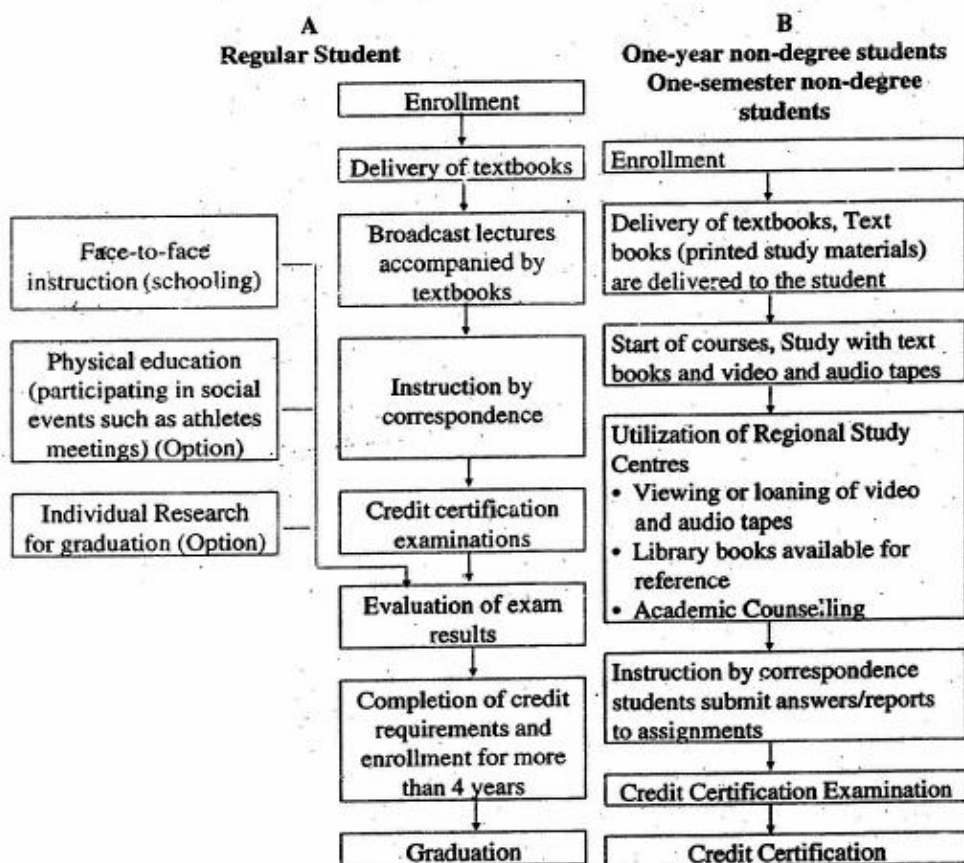 A
Regular Student
Enrollment
Delivery of textbooks
Broadcast lectures
accompanied by
textbooks
Instruction by
correspondence
Credit certification
examinations
Evaluation of exam
results
Completion of credit
requirements and
enrollment for more
than 4 years
Graduation
Face-to-face
instruction (schooling)
Physical education
(participating in social
events such as athletes
meetings) (Option)
Individual Research
for graduation (Option)
B
One-year non-degree students
One-semester non-degree
students
Enrollment
Delivery of textbooks, Text
books (printed study materials)
are delivered to the student
Start of courses, Study with text
books and video and audio tapes
Utilization of Regional Study
Centres
• Viewing or loaning of video
and audio tapes
• Library books available for
reference
• Academic Counselling
Instruction by correspondence
students submit answers/reports
to assignments
Credit Certification Examination
Credit Certification